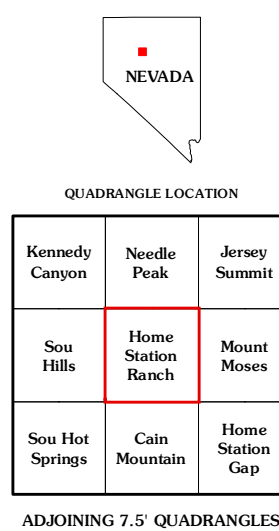 NEVADA
QUADRANGLE LOCATION
Kennedy
Canyon
Needle
Peak
Jersey
Summit
Sou
Hills
Home
Station
Ranch
Mount
Moses
Sou Hot
Springs
Cain
Mountain
Home
Station
Gap
ADJOINING 7.5' QUADRANGLES